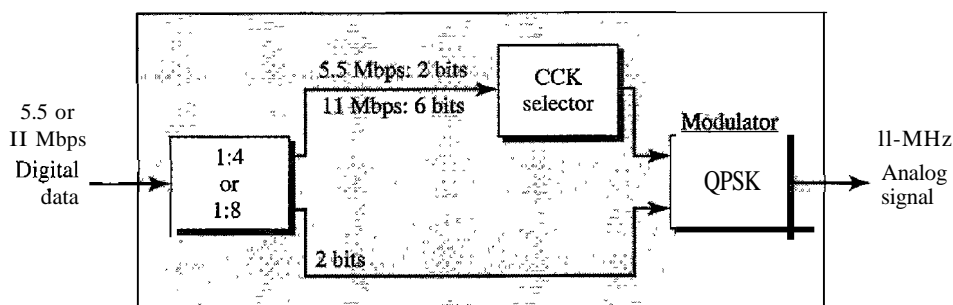 5.5 or
II Mbps
Digital
data
1:4
or
1:8
5.5 Mbps: 2 bits
11 Mbps: 6 bits
2 bits
CCK
selector
Modulator
QPSK
ll-MHz
Analog
signal